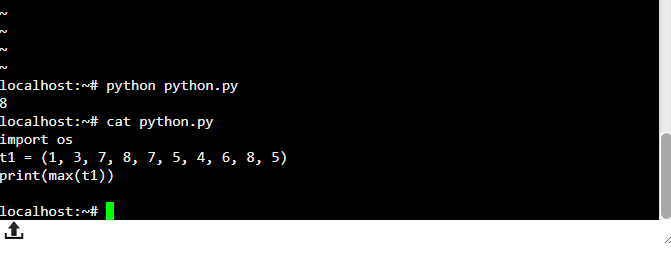 ~
~
~
~
localhost:~# python python.py
8
localhost:~# cat python.py
import os
t1 = (1, 3, 7, 8, 7, 5, 4, 6, 8, 5)
print(max(t1))
localhost:~#